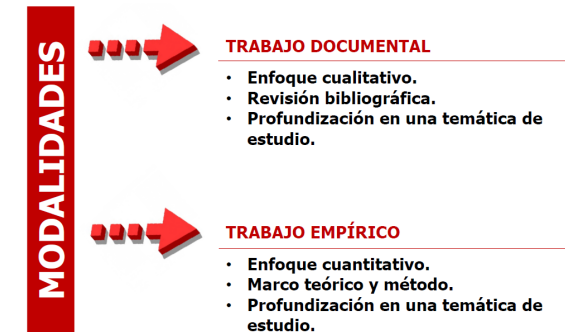 MODALIDADES
TRABAJO DOCUMENTAL
• Enfoque cualitativo.
• Revisión bibliográfica.
• Profundización en una temática de
estudio.
TRABAJO EMPÍRICO
• Enfoque cuantitativo.
• Marco teórico y método.
• Profundización en una temática de
estudio.